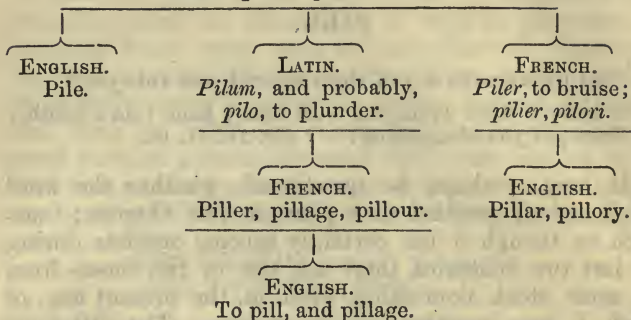 ENGLISH.
Pile.
LATIN.
Pilum, and probably,
pilo, to plunder.
FRENCH.
Piler, to bruise;
pilier, pilori.
FRENCH.
Piller, pillage, pillour.
ENGLISH.
Pillar, pillory.
ENGLISH.
To pill, and pillage.